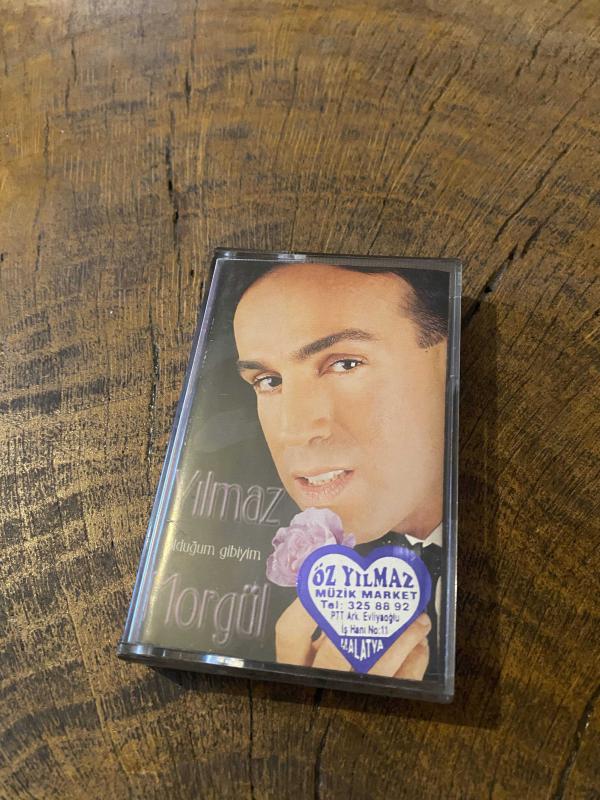 Yılmaz
olduğum gibiyim
Morgül
ÖZ YILMAZ
MÜZİK MARKET
Tel: 325 88 92
PTT Ark. Evliyaoğlu
İş Hanı No:11
MALATYA